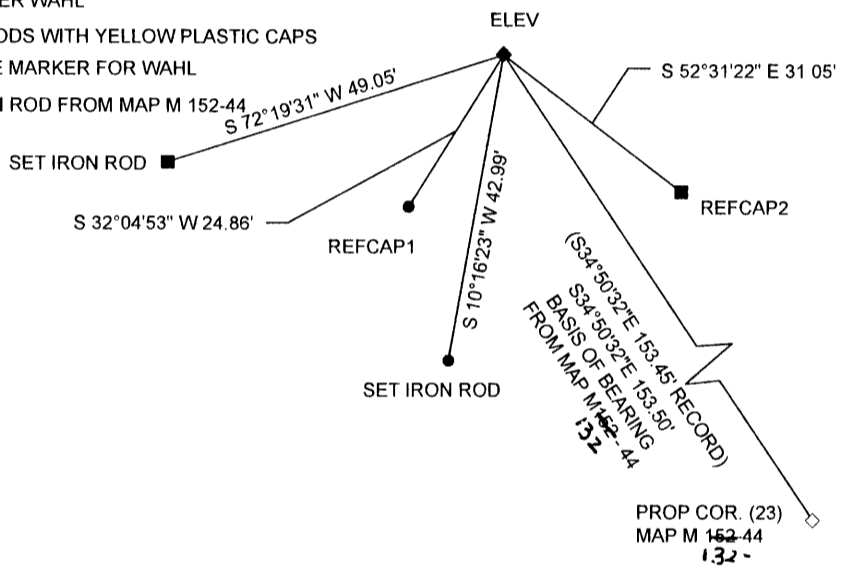 ER WAHL
ODS WITH YELLOW PLASTIC CAPS
E MARKER FOR WAHL
N ROD FROM MAP M 152-44
ELEV
S 72°19'31" W 49.05'
S 52°31'22" E 31 05'
SET IRON ROD
REFCAP2
S 32°04'53" W 24.86'
REFCAP1
S 10°16'23" W 42.99'
SET IRON ROD
(S34°50'32"E 153.45' RECORD)
S34°50'32"E 153.50'
BASIS OF BEARING
FROM MAP M152- 44
132
PROP COR. (23)
MAP M 152-44
132-